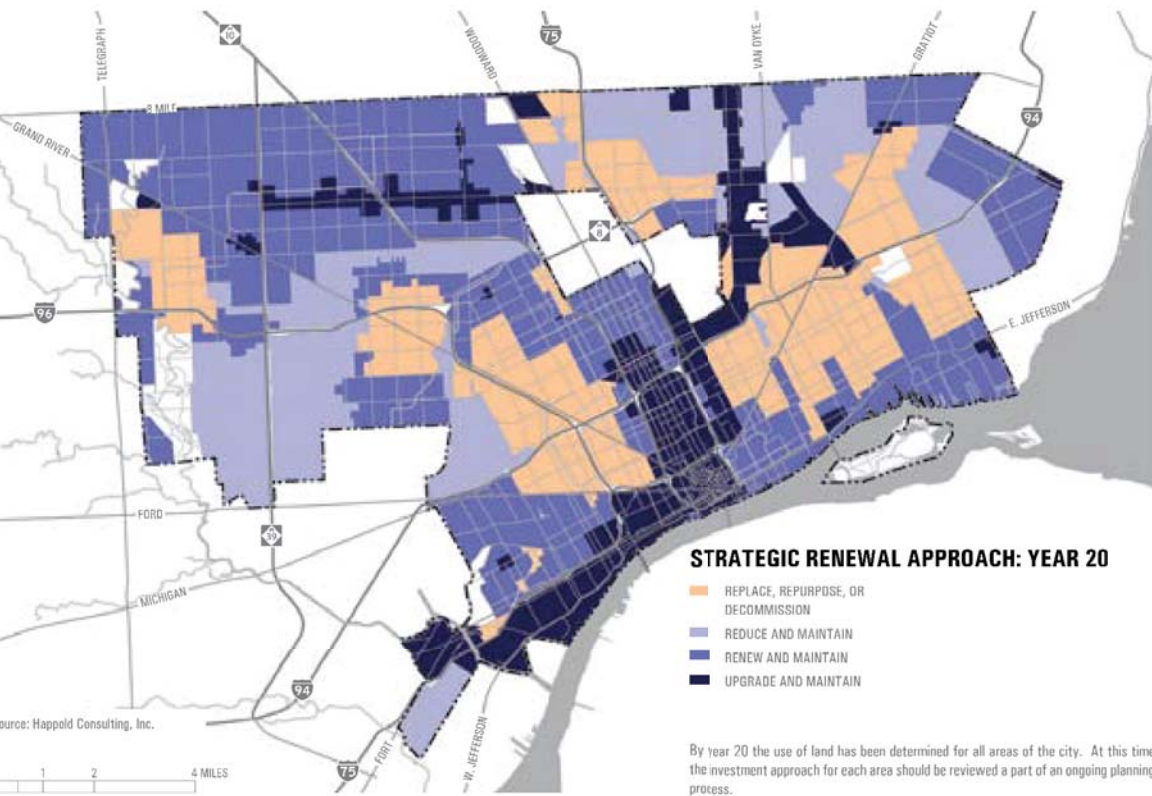 10
75
TELEGRAPH
WOODWARD
VAN DYKE
GRATIOT
8 MILE
GRAND RIVER
94
8
96
E. JEFFERSON
FORD
39
MICHIGAN
94
75
FORT
W. JEFFERSON
STRATEGIC RENEWAL APPROACH: YEAR 20
REPLACE, REPURPOSE, OR
DECOMMISSION
REDUCE AND MAINTAIN
RENEW AND MAINTAIN
UPGRADE AND MAINTAIN
ource: Happold Consulting, Inc.
1 2 4 MILES
By year 20 the use of land has been determined for all areas of the city. At this time
the investment approach for each area should be reviewed a part of an ongoing planning
process.